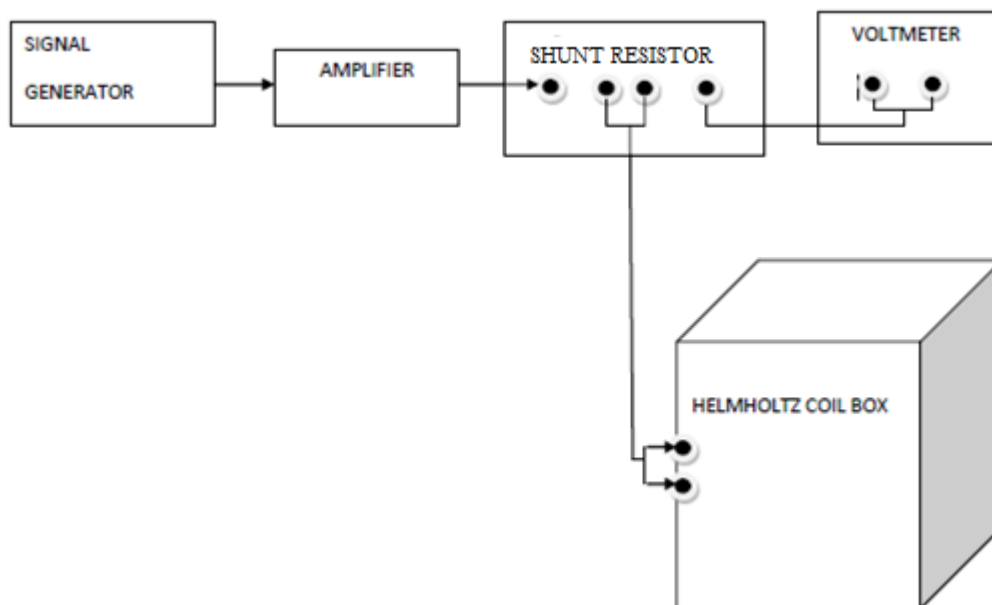 SIGNAL
GENERATOR
AMPLIFIER
SHUNT RESISTOR
VOLTMETER
HELMHOLTZ COIL BOX